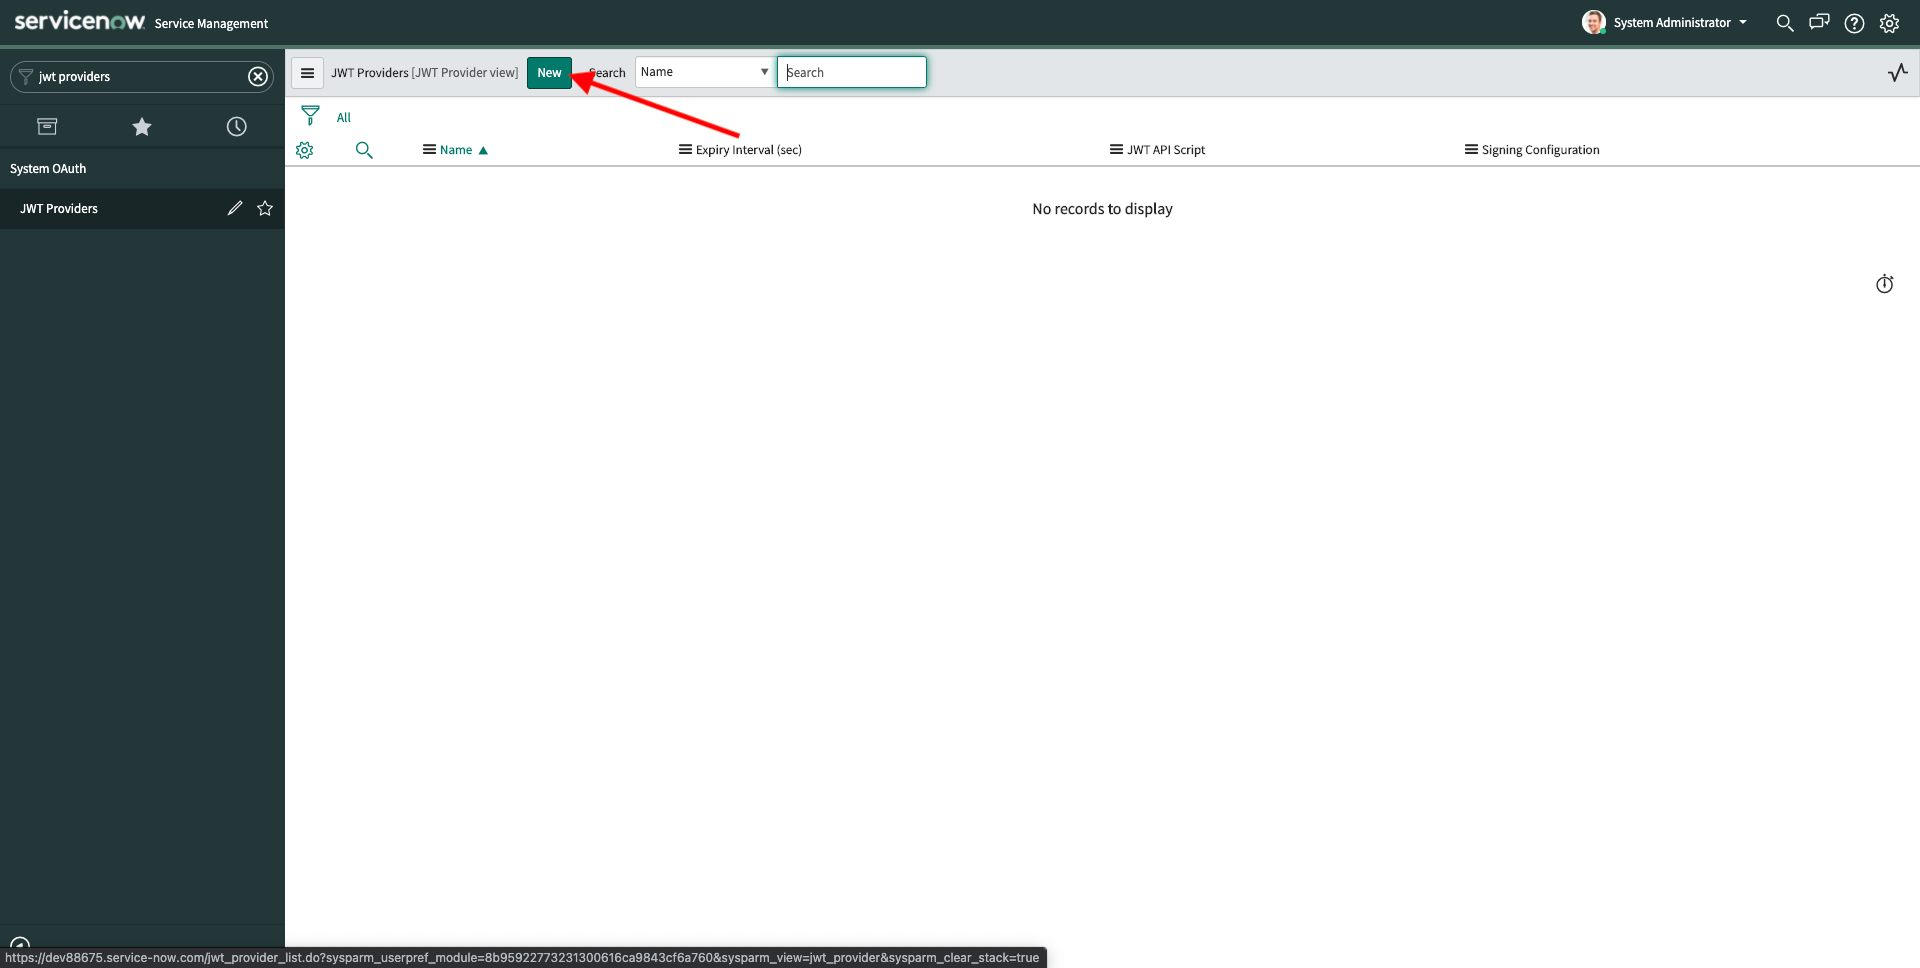 servicenow Service Management
System Administrator
jwt providers
JWT Providers [JWT Provider view] New Search Name Search
All
Name Expiry Interval (sec) JWT API Script Signing Configuration
System OAuth
JWT Providers
No records to display
https://dev88675.service-now.com/jwt_provider_list.do?sysparm_userpref_module=8b95922773231300616ca9843cf6a760&sysparm_view=jwt_provider&sysparm_clear_stack=true